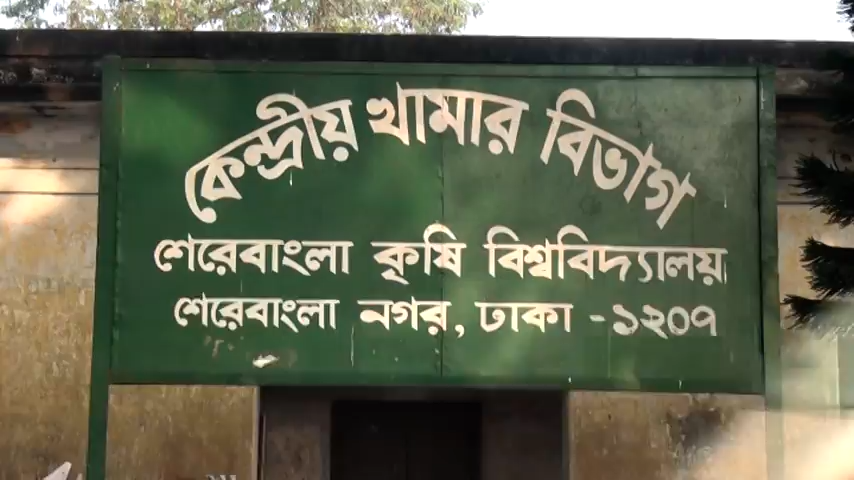 কেন্দ্রীয় খামার বিভাগ
শেরেবাংলা কৃষি বিশ্ববিদ্যালয়
শেরেবাংলা নগর, ঢাকা -১২০৭